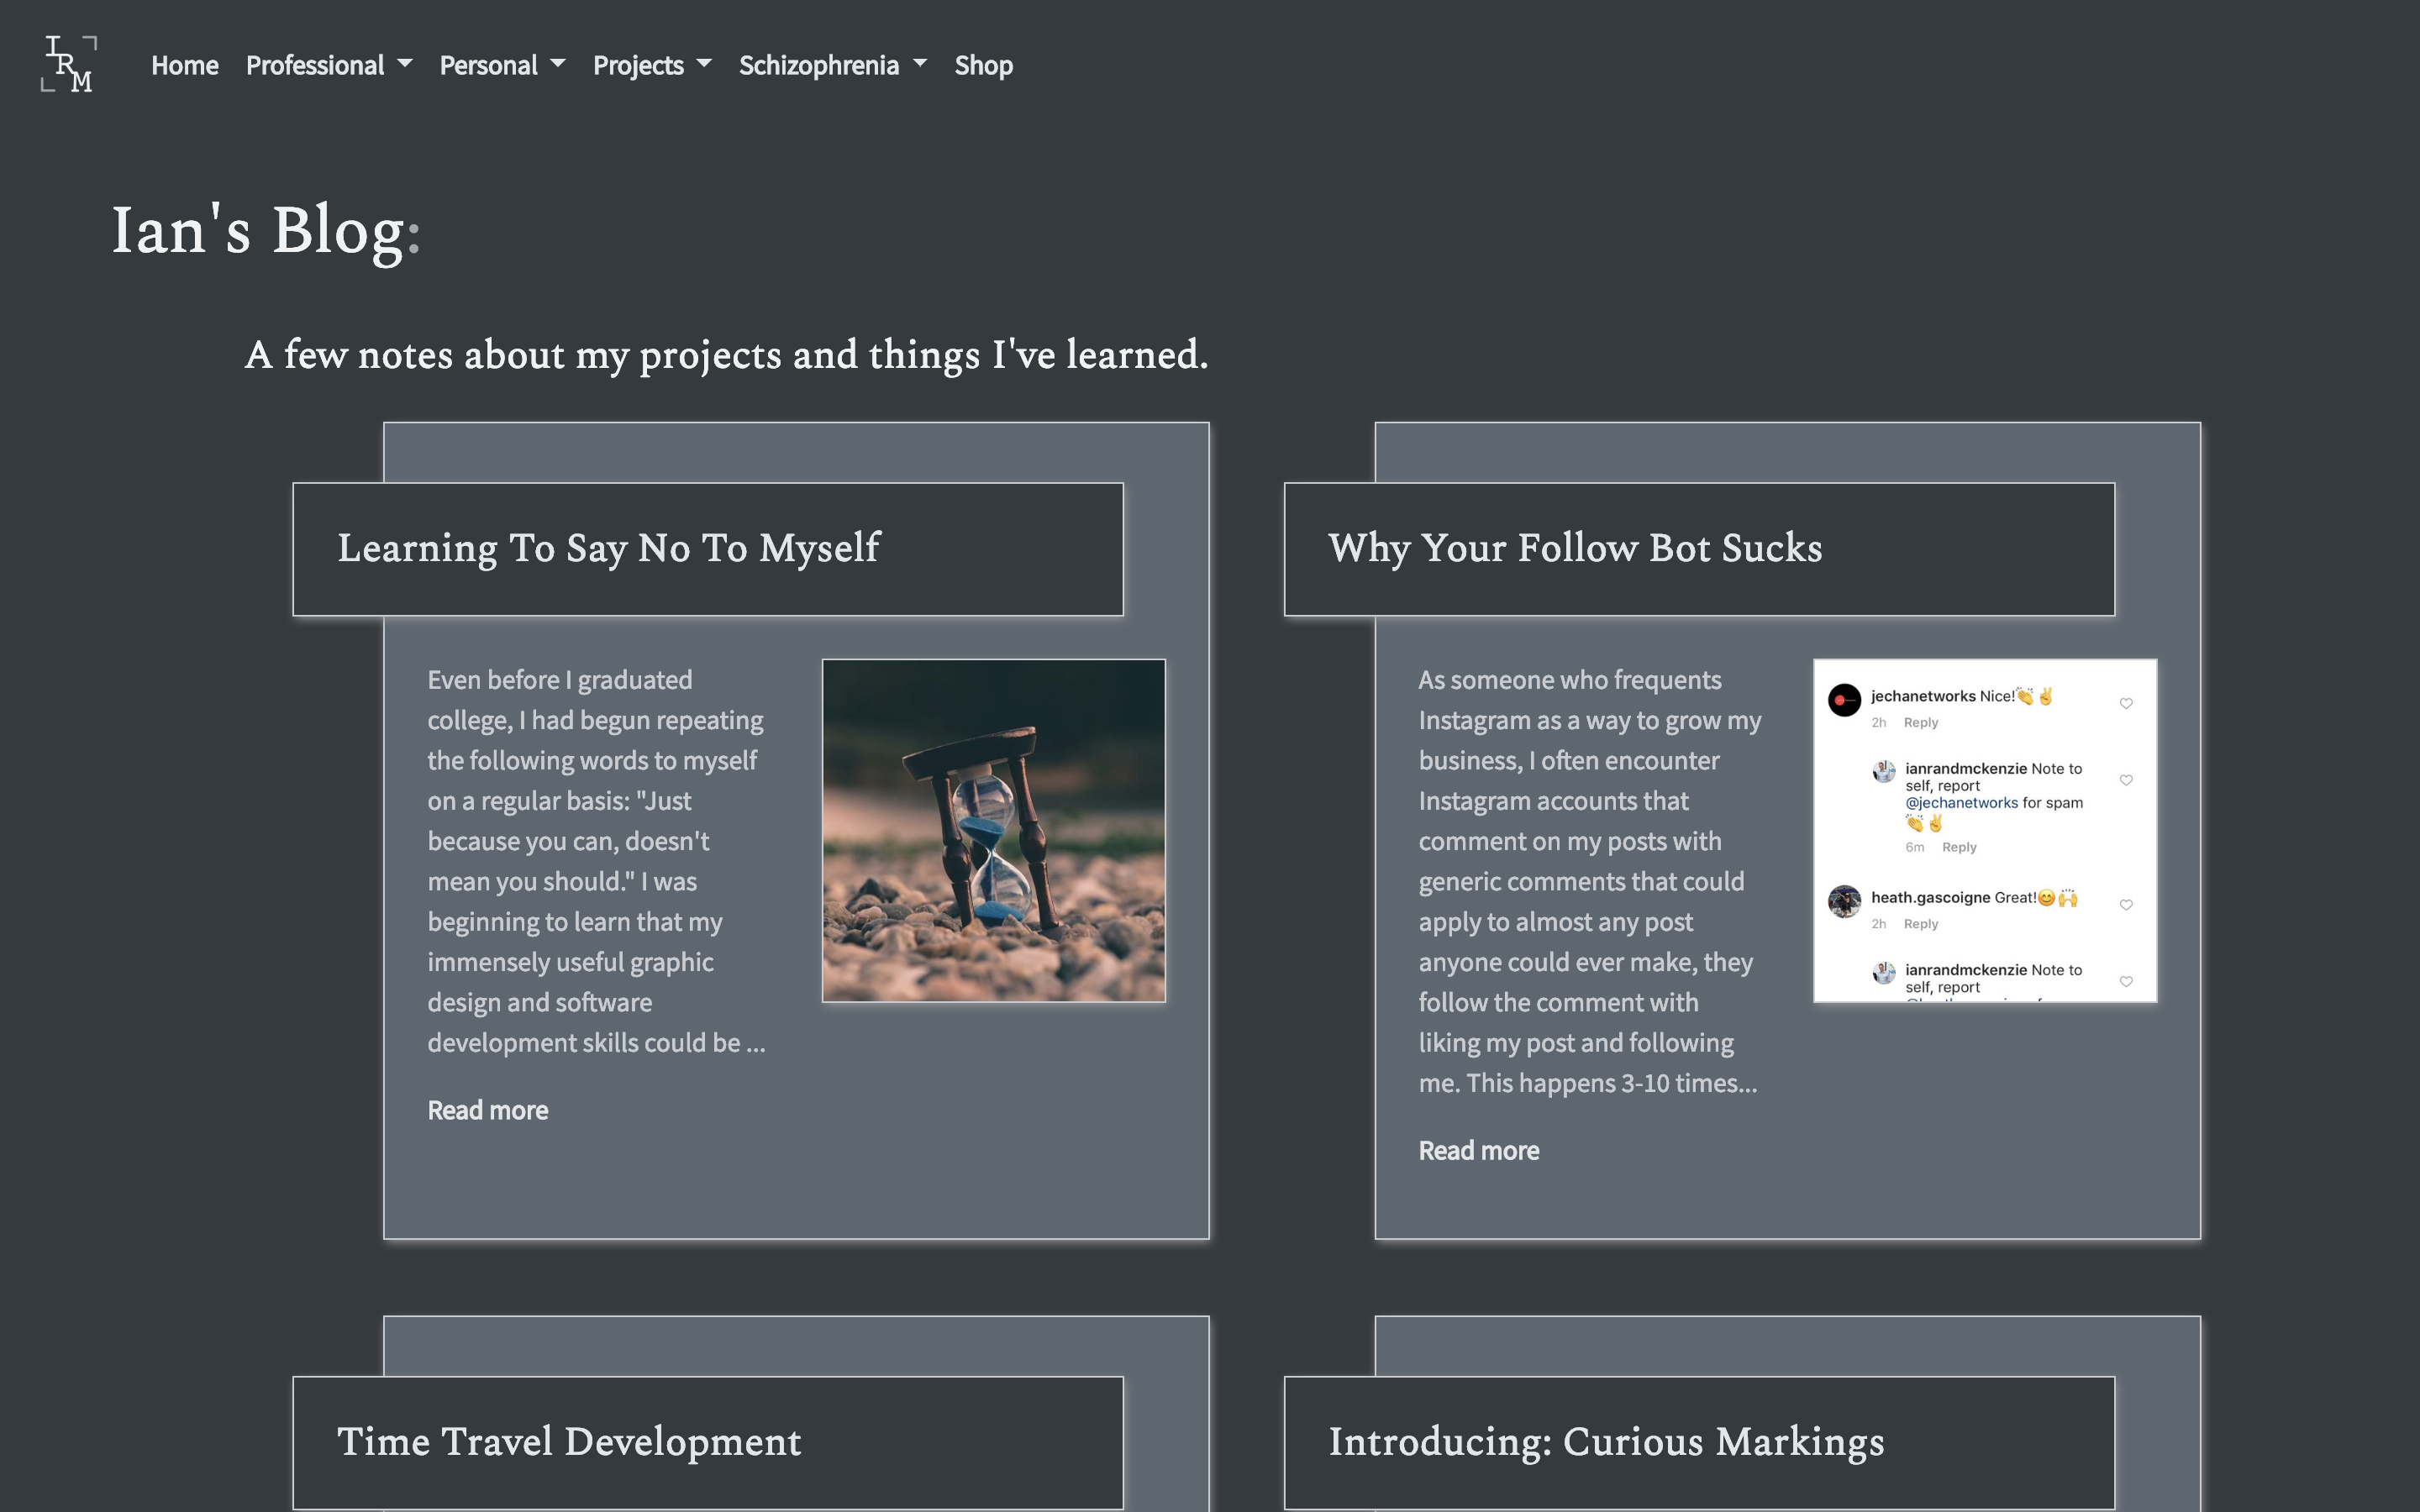 IRM
Home Professional Personal Projects Schizophrenia Shop
Ian's Blog:
A few notes about my projects and things I've learned.
Learning To Say No To Myself
Even before I graduated
college, I had begun repeating
the following words to myself
on a regular basis: "Just
because you can, doesn't
mean you should." I was
beginning to learn that my
immensely useful graphic
design and software
development skills could be ...
Read more
Why Your Follow Bot Sucks
As someone who frequents
Instagram as a way to grow my
business, I often encounter
Instagram accounts that
comment on my posts with
generic comments that could
apply to almost any post
anyone could ever make, they
follow the comment with
liking my post and following
me. This happens 3-10 times...
Read more
jechanetworks Nice!👏✌️
2h Reply
ianrandmckenzie Note to
self, report
@jechanetworks for spam
👏✌️
6m Reply
heath.gascoigne Great!😊🙌
2h Reply
ianrandmckenzie Note to
self, report
Time Travel Development
Introducing: Curious Markings